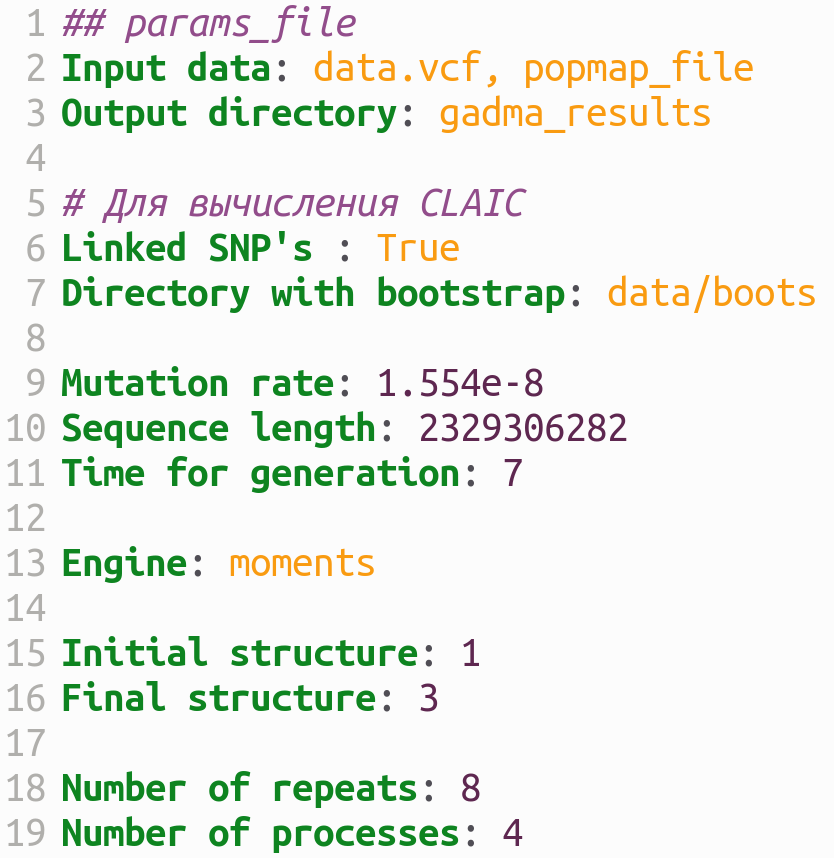 1 ## params_file
2 Input data: data.vcf, popmap_file
3 Output directory: gadma_results
4
5 # Для вычисления CLAIC
6 Linked SNP's : True
7 Directory with bootstrap: data/boots
8
9 Mutation rate: 1.554e-8
10 Sequence length: 2329306282
11 Time for generation: 7
12
13 Engine: moments
14
15 Initial structure: 1
16 Final structure: 3
17
18 Number of repeats: 8
19 Number of processes: 4